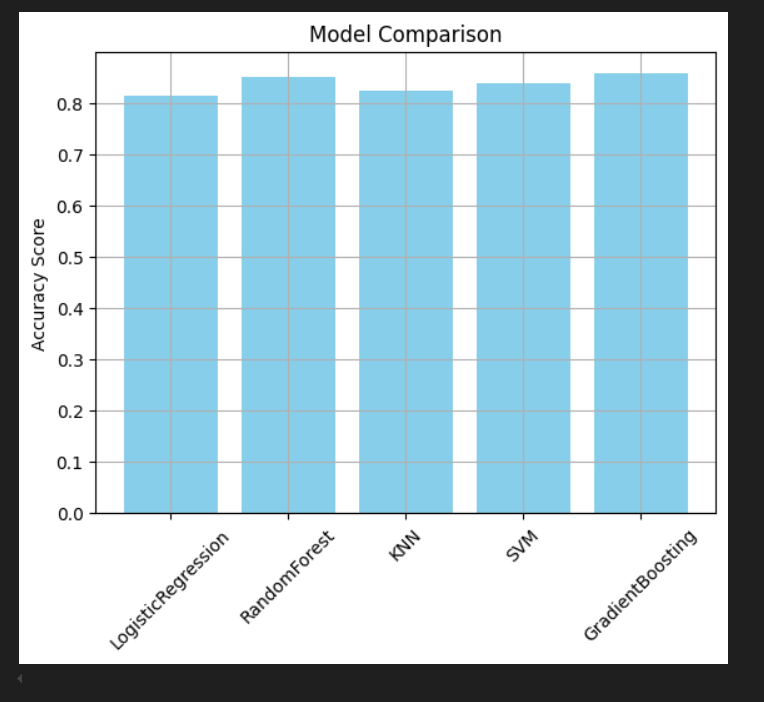 Model Comparison
Accuracy Score
0.8
0.7
0.6
0.5
0.4
0.3
0.2
0.1
0.0
LogisticRegression
RandomForest
KNN
SVM
GradientBoosting